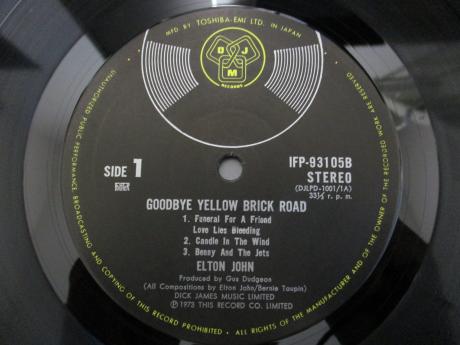 MFD. BY TOSHIBA-EMI LTD. IN JAPAN
DJM
RECORDS
SIDE 1
IFP-93105B
STEREO
(DJLPD-1001/1A)
33⅓ r. p. m.
GOODBYE YELLOW BRICK ROAD
1. Funeral For A Friend
Love Lies Bleeding
2. Candle In The Wind
3. Benny And The Jets
ELTON JOHN
Produced by Gus Dudgeon
(All Compositions by Elton John/Bernie Taupin)
DICK JAMES MUSIC LIMITED
℗ 1973 THIS RECORD CO. LIMITED
UNAUTHORIZED PUBLIC PERFORMANCE, BROADCASTING AND COPYING OF THIS RECORD PROHIBITED • ALL RIGHTS OF THE MANUFACTURER AND OF THE OWNER OF THE RECORDED WORK ARE RESERVED